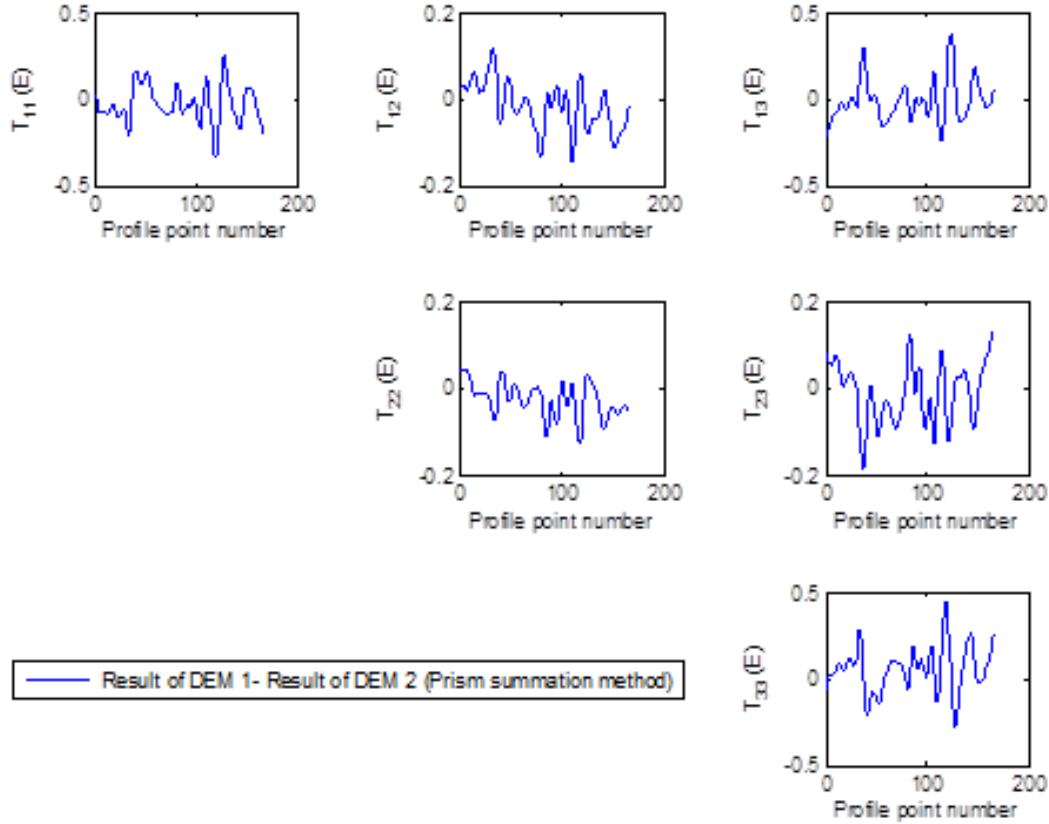 0.5
0
-0.5
T11 (E)
0 100 200
Profile point number
0.2
0
-0.2
T12 (E)
0 100 200
Profile point number
0.5
0
-0.5
T13 (E)
0 100 200
Profile point number
0.2
0
-0.2
T22 (E)
0 100 200
Profile point number
0.2
0
-0.2
T23 (E)
0 100 200
Profile point number
Result of DEM 1- Result of DEM 2 (Prism summation method)
0.5
0
-0.5
T33 (E)
0 100 200
Profile point number